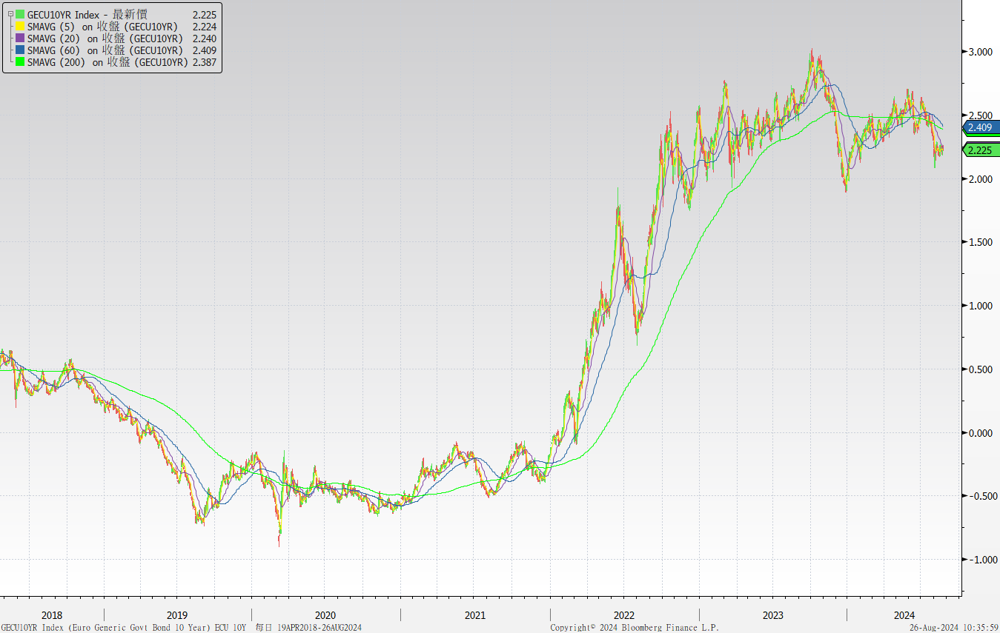 GECU10YR Index - 最新價 2.225
SMAVG (5) on 收盤 (GECU10YR) 2.224
SMAVG (20) on 收盤 (GECU10YR) 2.240
SMAVG (60) on 收盤 (GECU10YR) 2.409
SMAVG (200) on 收盤 (GECU10YR) 2.387
3.000
2.500
2.409
2.225
2.000
1.500
1.000
0.500
0.000
-0.500
-1.000
2018 2019 2020 2021 2022 2023 2024
GECU10YR Index (Euro Generic Govt Bond 10 Year) ECU 10Y 每日 19APR2018-26AUG2024 Copyright© 2024 Bloomberg Finance L.P. 26-Aug-2024 10:35:59